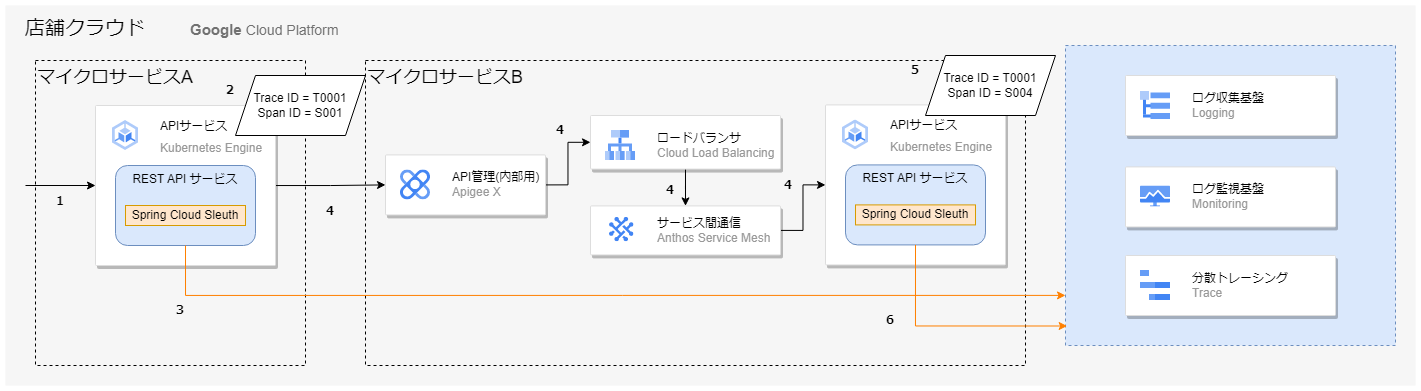 店舗クラウド
Google Cloud Platform
マイクロサービスA
2
Trace ID = T0001
Span ID = S001
APIサービス
Kubernetes Engine
REST API サービス
Spring Cloud Sleuth
1
3
4
マイクロサービスB
API管理(内部用)
Apigee X
4
ロードバランサ
Cloud Load Balancing
4
サービス間通信
Anthos Service Mesh
4
5
Trace ID = T0001
Span ID = S004
APIサービス
Kubernetes Engine
REST API サービス
Spring Cloud Sleuth
6
ログ収集基盤
Logging
ログ監視基盤
Monitoring
分散トレーシング
Trace